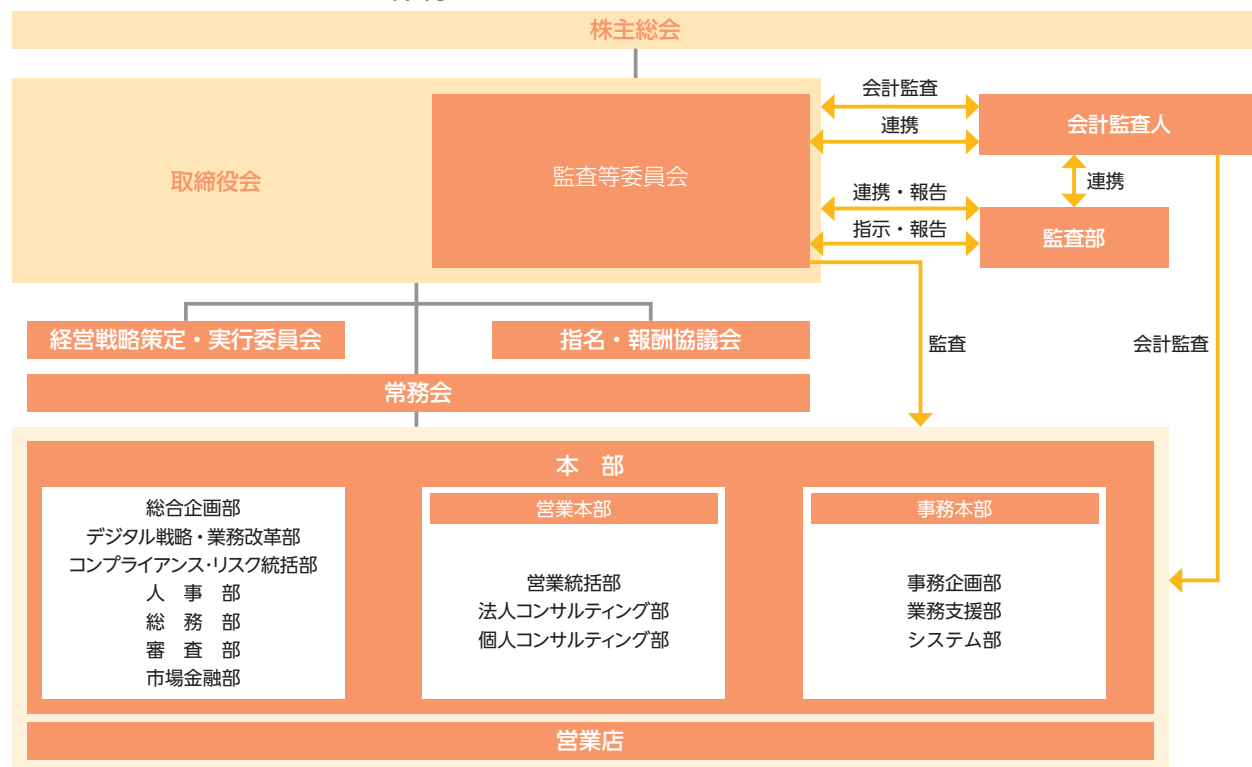 株主総会
取締役会
監査等委員会
会計監査
連携
会計監査人
連携
連携・報告
指示・報告
監査部
経営戦略策定・実行委員会
指名・報酬協議会
監査
会計監査
常務会
本　部
総合企画部
デジタル戦略・業務改革部
コンプライアンス・リスク統括部
人　事　部
総　務　部
審　査　部
市場金融部
営業本部
営業統括部
法人コンサルティング部
個人コンサルティング部
事務本部
事務企画部
業務支援部
システム部
営業店